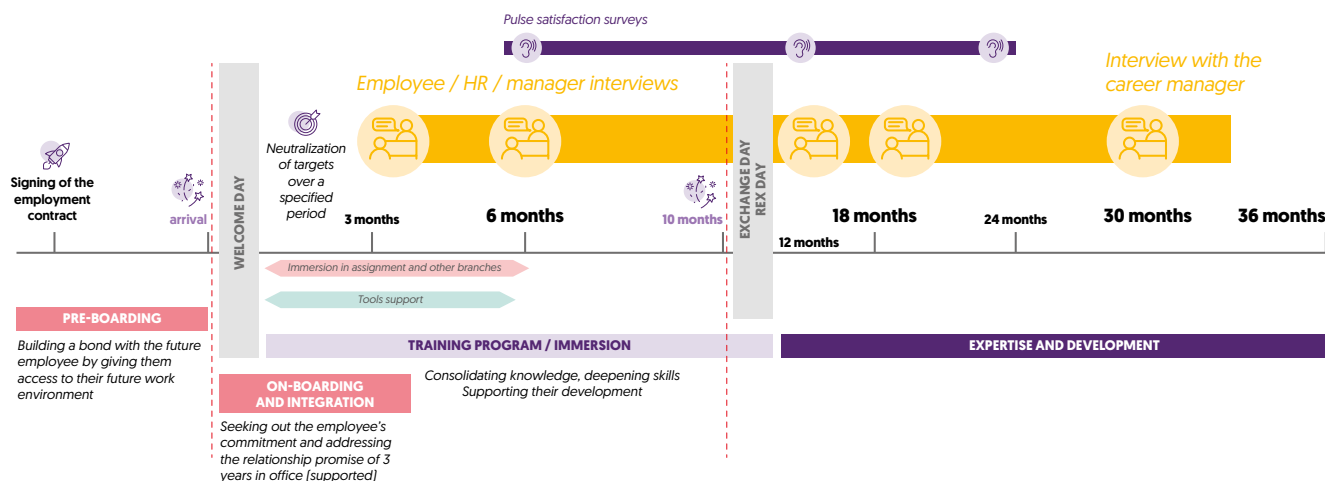 Pulse satisfaction surveys
Employee / HR / manager interviews
Interview with the
career manager
Signing of the
employment
contract
arrival
WELCOME DAY
Neutralization
of targets
over a
specified
period
3 months
6 months
10 months
EXCHANGE DAY
REX DAY
12 months
18 months
24 months
30 months
36 months
Immersion in assignment and other branches
Tools support
PRE-BOARDING
Building a bond with the future
employee by giving them
access to their future work
environment
TRAINING PROGRAM / IMMERSION
Consolidating knowledge, deepening skills
Supporting their development
EXPERTISE AND DEVELOPMENT
ON-BOARDING
AND INTEGRATION
Seeking out the employee's
commitment and addressing
the relationship promise of 3
years in office [supported]